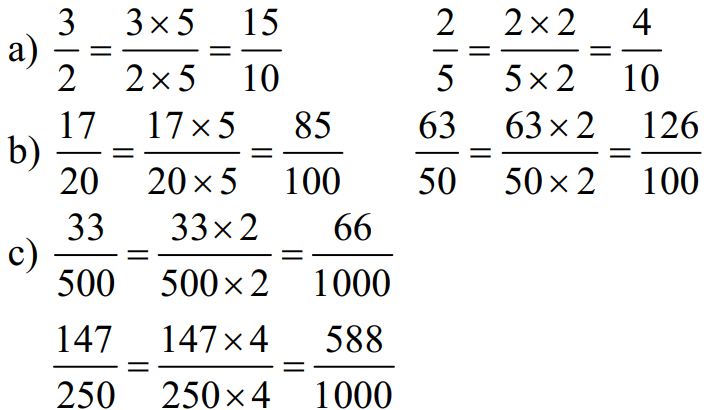 a) 3/2 = 3×5/2×5 = 15/10 2/5 = 2×2/5×2 = 4/10
b) 17/20 = 17×5/20×5 = 85/100 63/50 = 63×2/50×2 = 126/100
c) 33/500 = 33×2/500×2 = 66/1000
147/250 = 147×4/250×4 = 588/1000